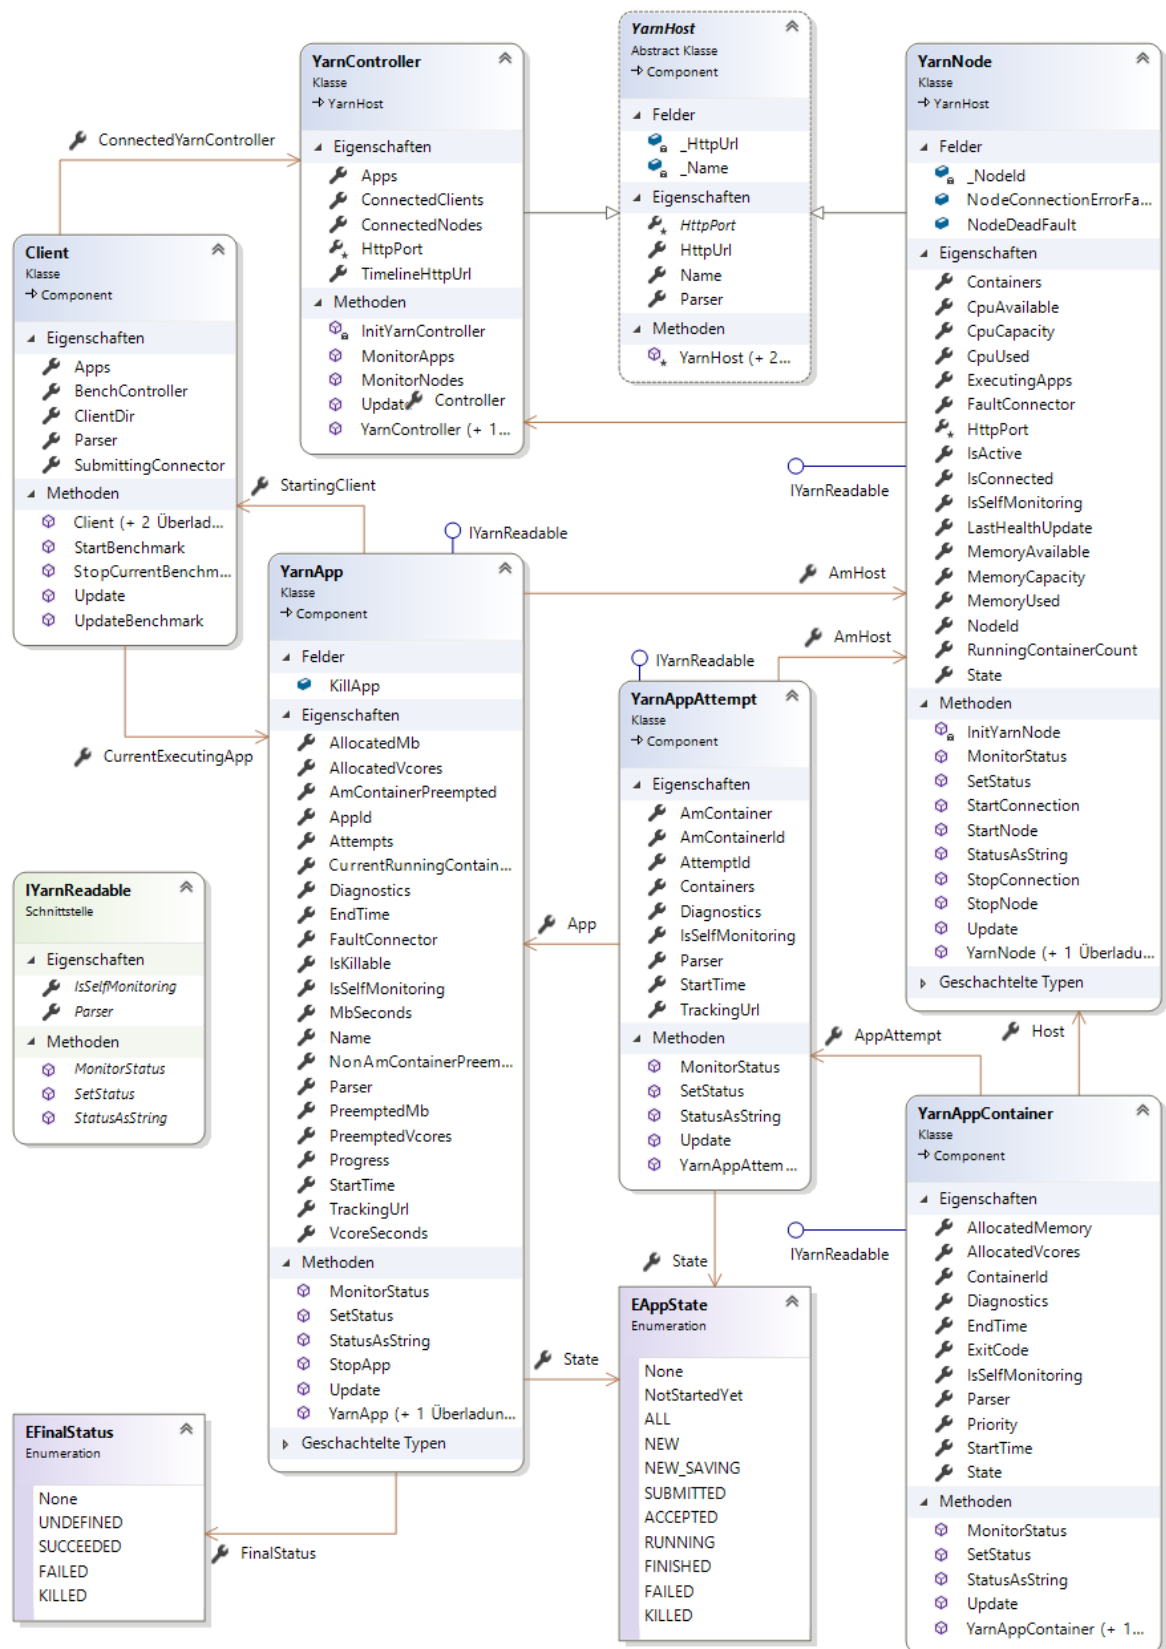 YarnHost
Abstract Klasse
Component
Felder
_HttpUrl
_Name
Eigenschaften
HttpPort
HttpUrl
Name
Parser
Methoden
YarnHost (+ 2...
YarnController
Klasse
YarnHost
Eigenschaften
Apps
ConnectedClients
ConnectedNodes
HttpPort
TimelineHttpUrl
Methoden
InitYarnController
MonitorApps
MonitorNodes
Update
YarnController (+ 1...
Controller
ConnectedYarnController
YarnNode
Klasse
YarnHost
Felder
_NodeId
NodeConnectionErrorFa...
NodeDeadFault
Eigenschaften
Containers
CpuAvailable
CpuCapacity
CpuUsed
ExecutingApps
FaultConnector
HttpPort
IsActive
IsConnected
IsSelfMonitoring
LastHealthUpdate
MemoryAvailable
MemoryCapacity
MemoryUsed
NodeId
RunningContainerCount
State
Methoden
InitYarnNode
MonitorStatus
SetStatus
StartConnection
StartNode
StatusAsString
StopConnection
StopNode
Update
YarnNode (+ 1 Überladu...
Geschachtelte Typen
IYarnReadable
Client
Klasse
Component
Eigenschaften
Apps
BenchController
ClientDir
Parser
SubmittingConnector
Methoden
Client (+ 2 Überlad...
StartBenchmark
StopCurrentBenchm...
Update
UpdateBenchmark
StartingClient
CurrentExecutingApp
IYarnReadable
YarnApp
Klasse
Component
Felder
KillApp
Eigenschaften
AllocatedMb
AllocatedVcores
AmContainerPreempted
AppId
Attempts
CurrentRunningContain...
Diagnostics
EndTime
FaultConnector
IsKillable
IsSelfMonitoring
MbSeconds
Name
NonAmContainerPreem...
Parser
PreemptedMb
PreemptedVcores
Progress
StartTime
TrackingUrl
VcoreSeconds
Methoden
MonitorStatus
SetStatus
StatusAsString
StopApp
Update
YarnApp (+ 1 Überladun...
Geschachtelte Typen
AmHost
AmHost
IYarnReadable
YarnAppAttempt
Klasse
Component
Eigenschaften
AmContainer
AmContainerId
AttemptId
Containers
Diagnostics
IsSelfMonitoring
Parser
StartTime
TrackingUrl
Methoden
MonitorStatus
SetStatus
StatusAsString
Update
YarnAppAttem...
App
AppAttempt
Host
IYarnReadable
Schnittstelle
Eigenschaften
IsSelfMonitoring
Parser
Methoden
MonitorStatus
SetStatus
StatusAsString
YarnAppContainer
Klasse
Component
Eigenschaften
AllocatedMemory
AllocatedVcores
ContainerId
Diagnostics
EndTime
ExitCode
IsSelfMonitoring
Parser
Priority
StartTime
State
Methoden
MonitorStatus
SetStatus
StatusAsString
Update
YarnAppContainer (+ 1...
IYarnReadable
State
State
EAppState
Enumeration
None
NotStartedYet
ALL
NEW
NEW_SAVING
SUBMITTED
ACCEPTED
RUNNING
FINISHED
FAILED
KILLED
EFinalStatus
Enumeration
None
UNDEFINED
SUCCEEDED
FAILED
KILLED
FinalStatus